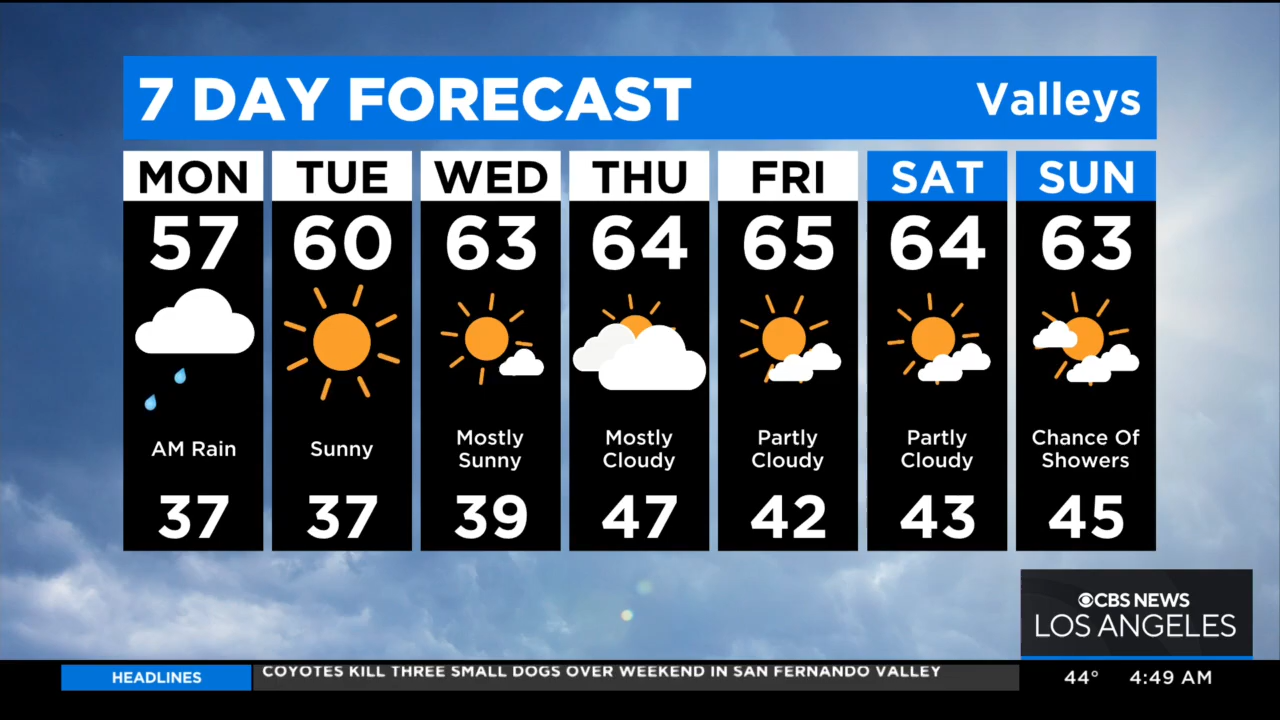 7 DAY FORECAST Valleys
MON TUE WED THU FRI SAT SUN
57 60 63 64 65 64 63
AM Rain
Sunny
Mostly
Sunny
Mostly
Cloudy
Partly
Cloudy
Partly
Cloudy
Chance Of
Showers
37 37 39 47 42 43 45
CBS NEWS
LOS ANGELES
HEADLINES COYOTES KILL THREE SMALL DOGS OVER WEEKEND IN SAN FERNANDO VALLEY 44° 4:49 AM